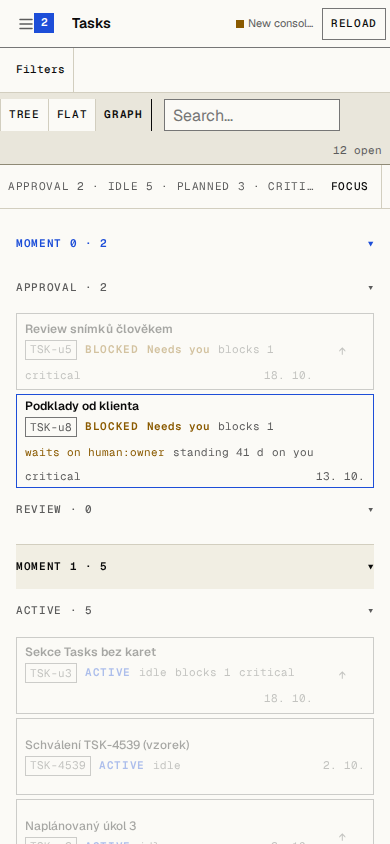 2 Tasks New consol… RELOAD
Filters
TREE FLAT GRAPH Search…
12 open
APPROVAL 2 · IDLE 5 · PLANNED 3 · CRITI… FOCUS
MOMENT 0 · 2
APPROVAL · 2
Review snímků člověkem
TSK-u5 BLOCKED Needs you blocks 1 ↑
critical 18. 10.
Podklady od klienta
TSK-u8 BLOCKED Needs you blocks 1
waits on human:owner standing 41 d on you
critical 13. 10.
REVIEW · 0
MOMENT 1 · 5
ACTIVE · 5
Sekce Tasks bez karet
TSK-u3 ACTIVE idle blocks 1 critical ↑
18. 10.
Schválení TSK-4539 (vzorek)
TSK-4539 ACTIVE idle 2. 10.
Naplánovaný úkol 3